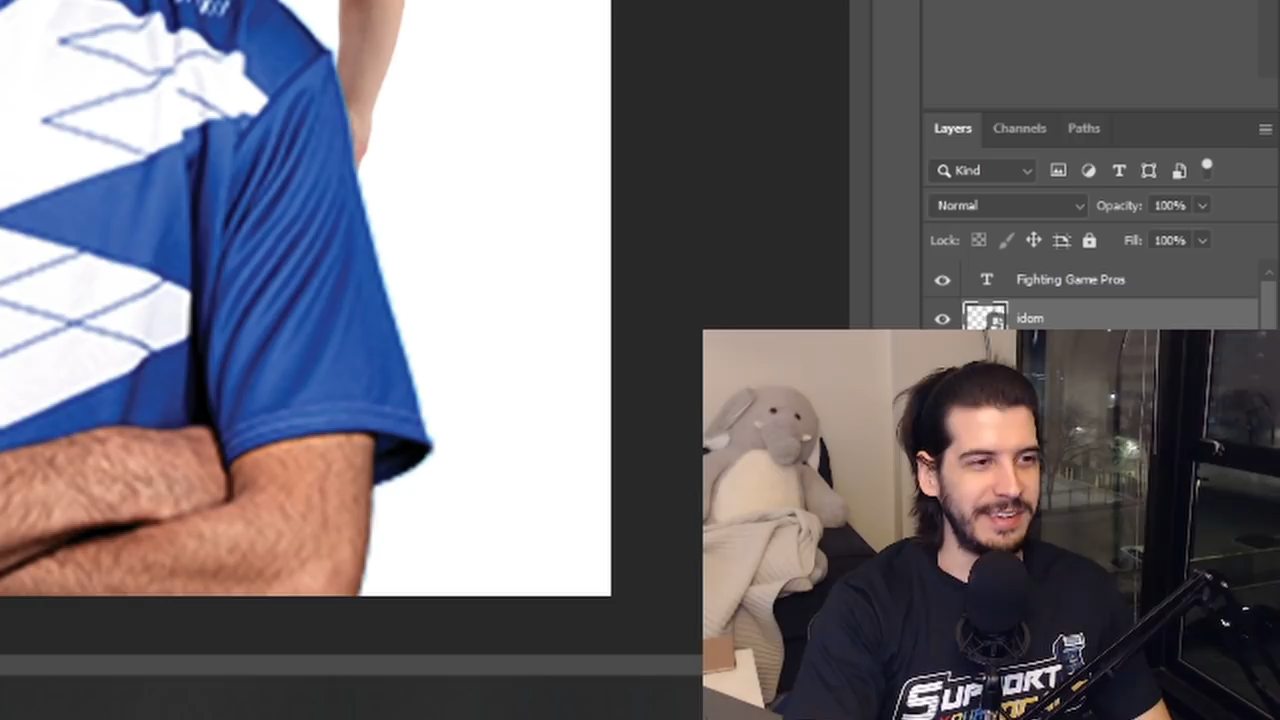 Layers Channels Paths
Kind
Normal Opacity: 100%
Lock: Fill: 100%
T Fighting Game Pros
idom
SUPPORT